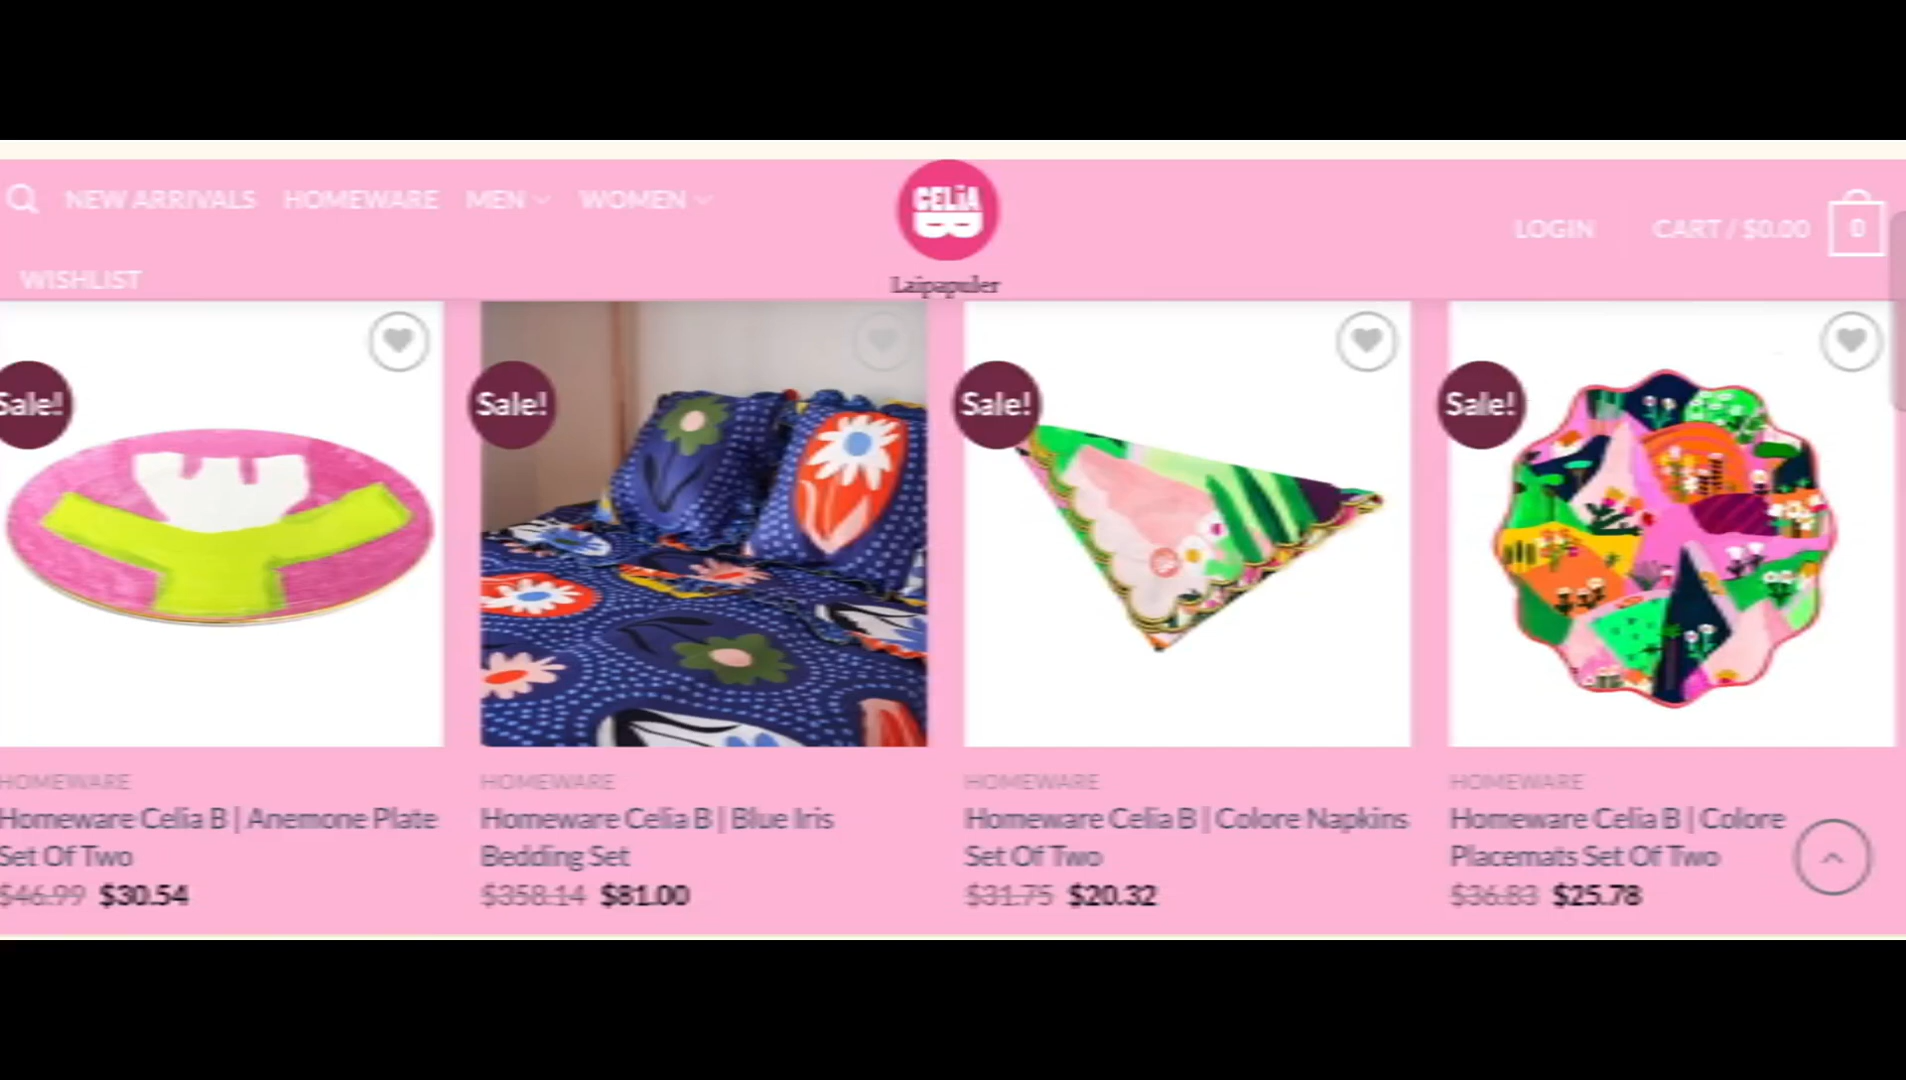 NEW ARRIVALS HOMEWARE MEN WOMEN
CELiA
B
LOGIN CART / $0.00 0
WISHLIST
Laipapuler
Sale! Sale! Sale! Sale!
HOMEWARE HOMEWARE HOMEWARE HOMEWARE
Homeware Celia B | Anemone Plate
Set Of Two
$46.99 $30.54
Homeware Celia B | Blue Iris
Bedding Set
$358.14 $81.00
Homeware Celia B | Colore Napkins
Set Of Two
$31.75 $20.32
Homeware Celia B | Colore
Placemats Set Of Two
$36.83 $25.78